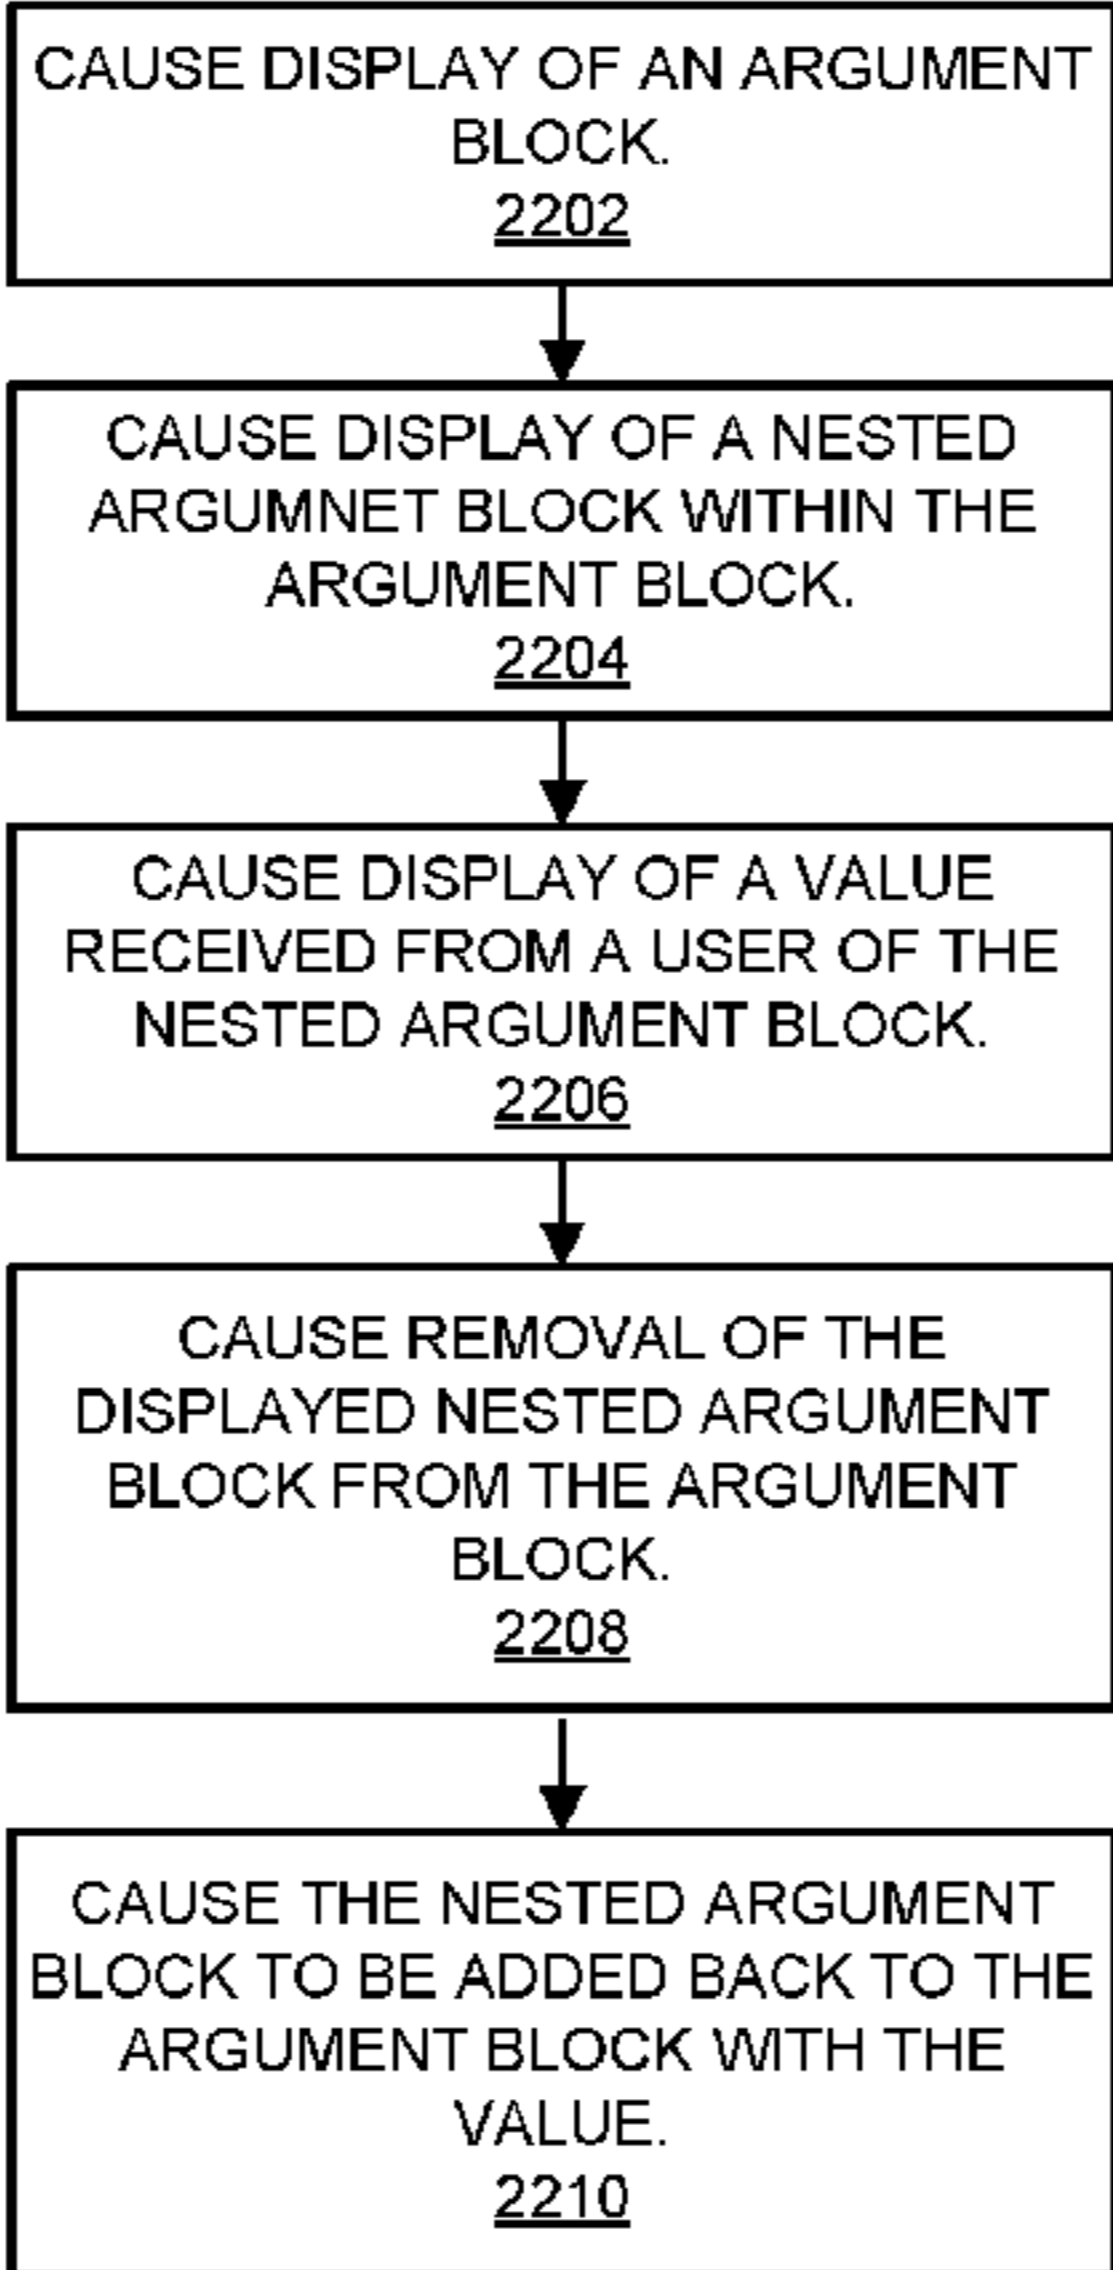 CAUSE DISPLAY OF AN ARGUMENT
BLOCK.
2202
CAUSE DISPLAY OF A NESTED
ARGUMNET BLOCK WITHIN THE
ARGUMENT BLOCK.
2204
CAUSE DISPLAY OF A VALUE
RECEIVED FROM A USER OF THE
NESTED ARGUMENT BLOCK.
2206
CAUSE REMOVAL OF THE
DISPLAYED NESTED ARGUMENT
BLOCK FROM THE ARGUMENT
BLOCK.
2208
CAUSE THE NESTED ARGUMENT
BLOCK TO BE ADDED BACK TO THE
ARGUMENT BLOCK WITH THE
VALUE.
2210